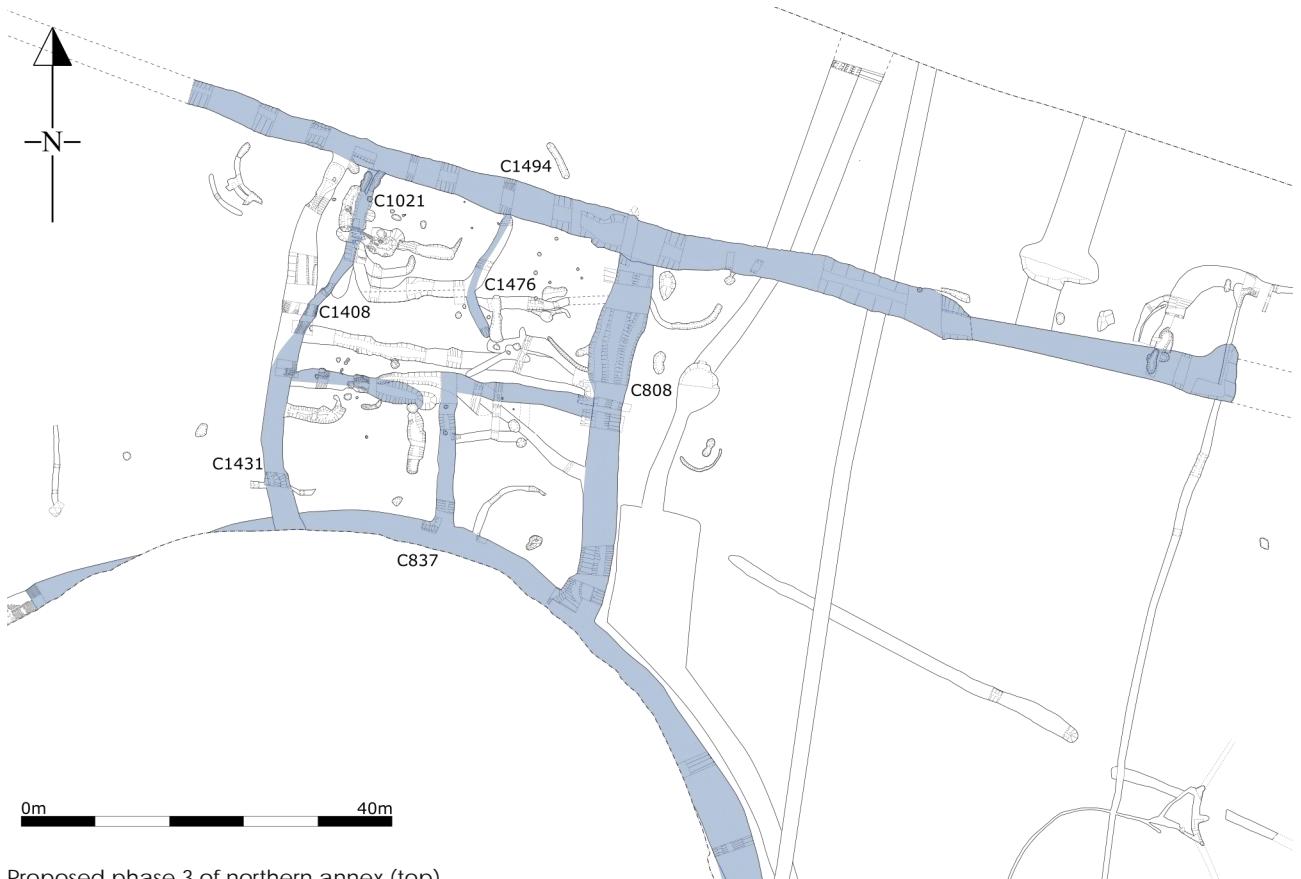 N
C1494
C1021
C1476
C1408
C808
C1431
C837
0m 40m
Proposed phase 3 of northern annex (top)